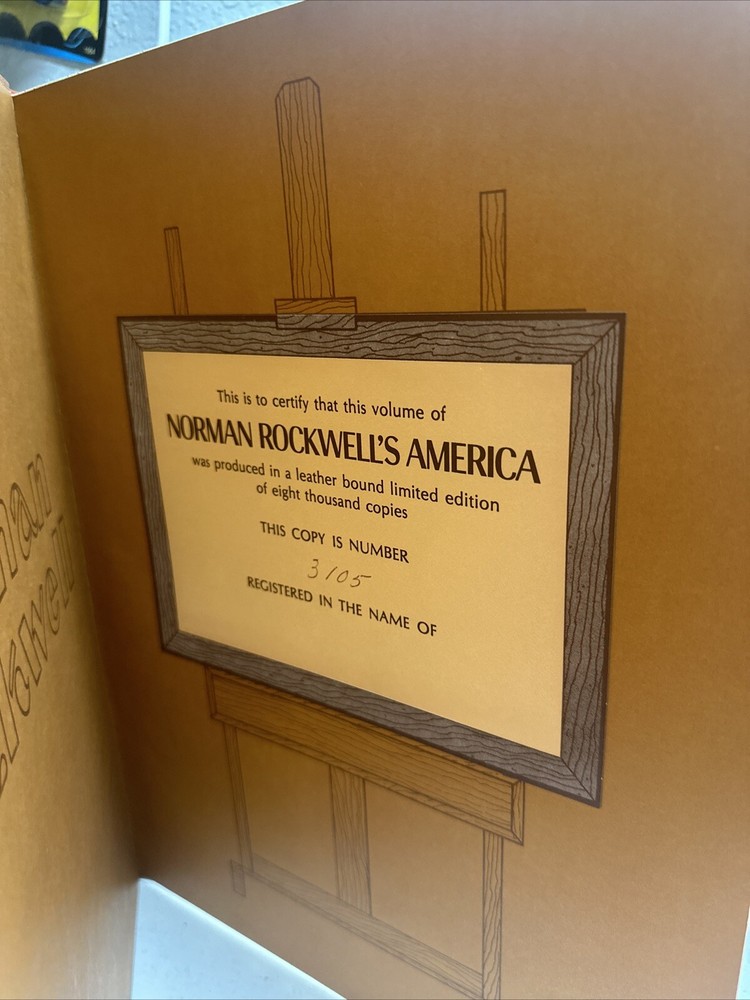 This is to certify that this volume of
NORMAN ROCKWELL'S AMERICA
was produced in a leather bound limited edition
of eight thousand copies
THIS COPY IS NUMBER
3105
REGISTERED IN THE NAME OF